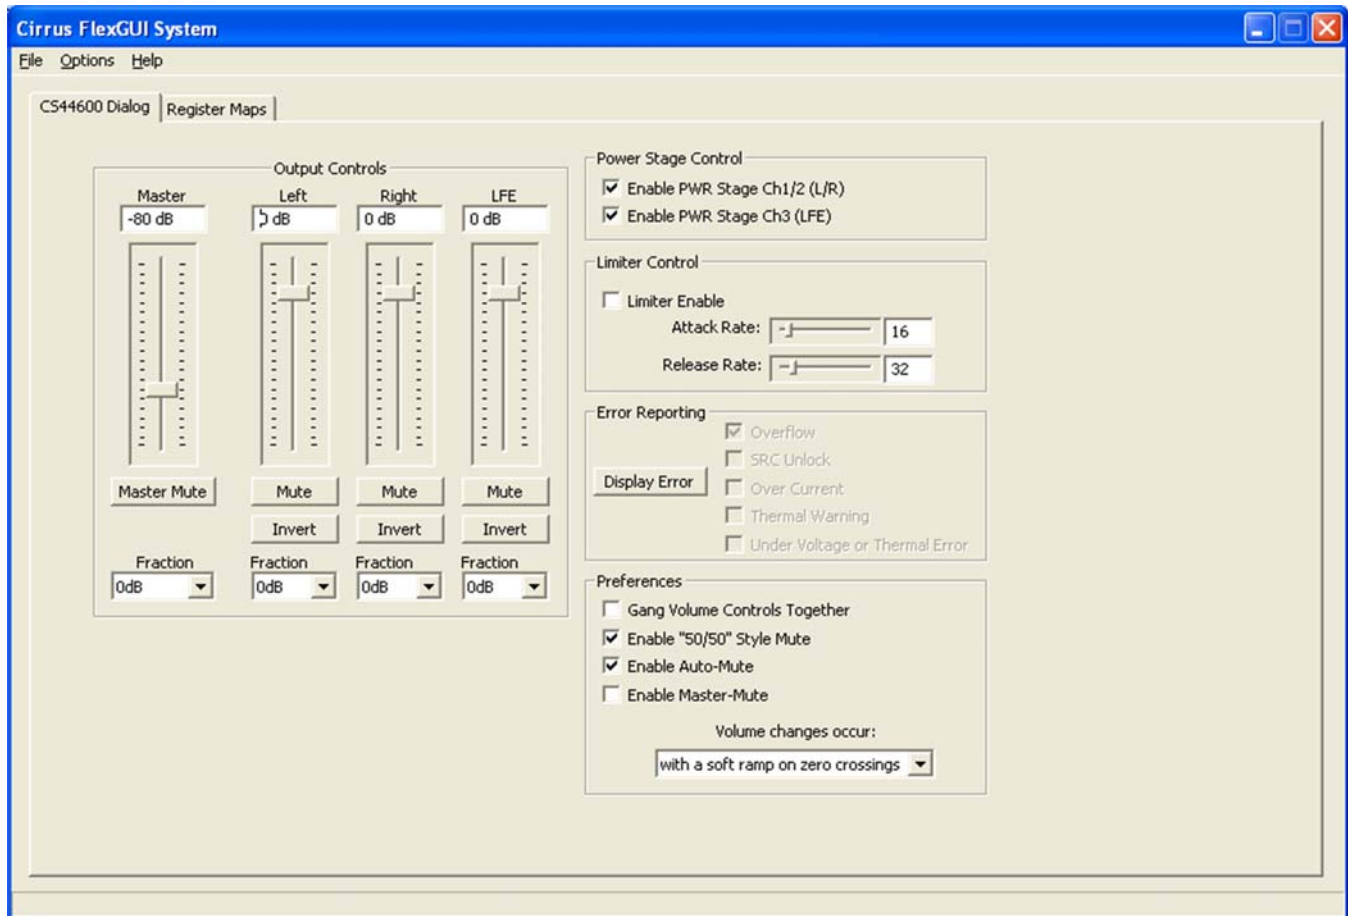 Cirrus FlexGUI System
File Options Help
CS44600 Dialog Register Maps
Output Controls
Master Left Right LFE
-80 dB dB 0 dB 0 dB
Master Mute Mute Mute Mute
Invert Invert Invert
Fraction Fraction Fraction Fraction
0dB 0dB 0dB 0dB
Power Stage Control
Enable PWR Stage Ch1/2 (L/R)
Enable PWR Stage Ch3 (LFE)
Limiter Control
Limiter Enable
Attack Rate: 16
Release Rate: 32
Error Reporting
Display Error
Overflow
SRC Unlock
Over Current
Thermal Warning
Under Voltage or Thermal Error
Preferences
Gang Volume Controls Together
Enable "50/50" Style Mute
Enable Auto-Mute
Enable Master-Mute
Volume changes occur:
with a soft ramp on zero crossings